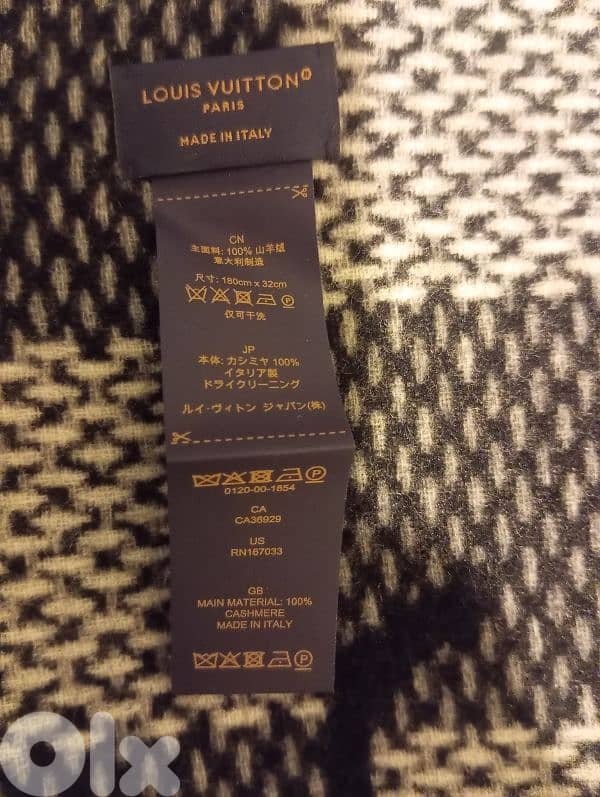 LOUIS VUITTON
PARIS
MADE IN ITALY
CN
主面料: 100% 山羊绒
意大利制造
尺寸: 180cm x 32cm
仅可干洗
JP
本体: カシミヤ 100%
イタリア製
ドライクリーニング
ルイ・ヴィトン ジャパン(株)
0120-00-1854
CA
CA36929
US
RN167033
GB
MAIN MATERIAL: 100%
CASHMERE
MADE IN ITALY
Olx